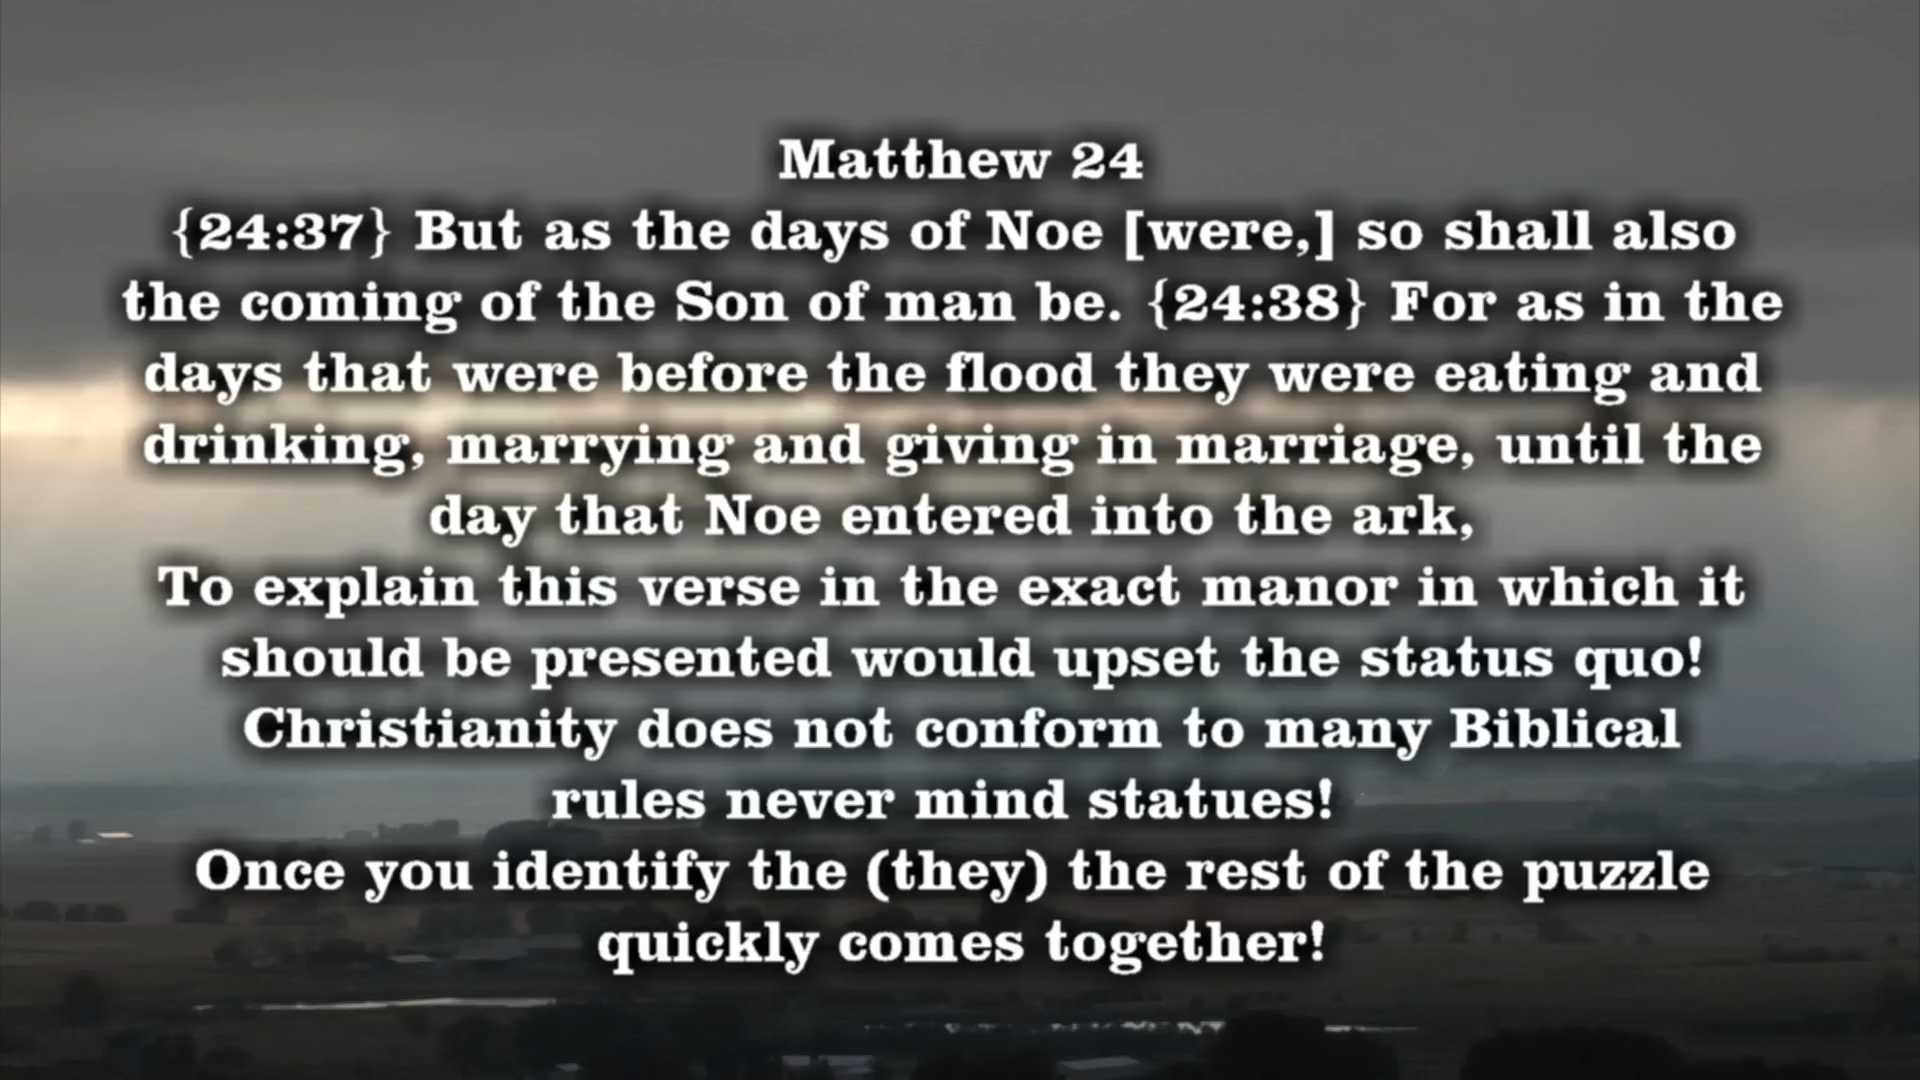 Matthew 24
{24:37} But as the days of Noe [were,] so shall also
the coming of the Son of man be. {24:38} For as in the
days that were before the flood they were eating and
drinking, marrying and giving in marriage, until the
day that Noe entered into the ark,
To explain this verse in the exact manor in which it
should be presented would upset the status quo!
Christianity does not conform to many Biblical
rules never mind statues!
Once you identify the (they) the rest of the puzzle
quickly comes together!